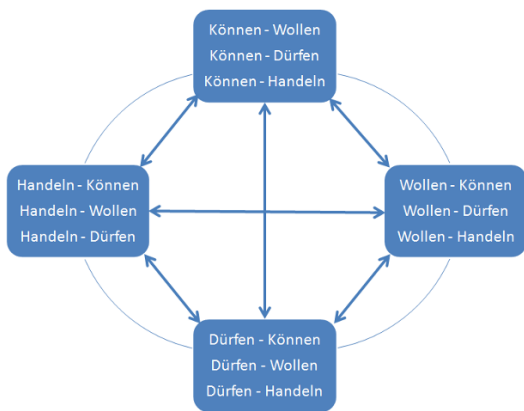 Können - Wollen
Können - Dürfen
Können - Handeln
Handeln - Können
Handeln - Wollen
Handeln - Dürfen
Wollen - Können
Wollen - Dürfen
Wollen - Handeln
Dürfen - Können
Dürfen - Wollen
Dürfen - Handeln